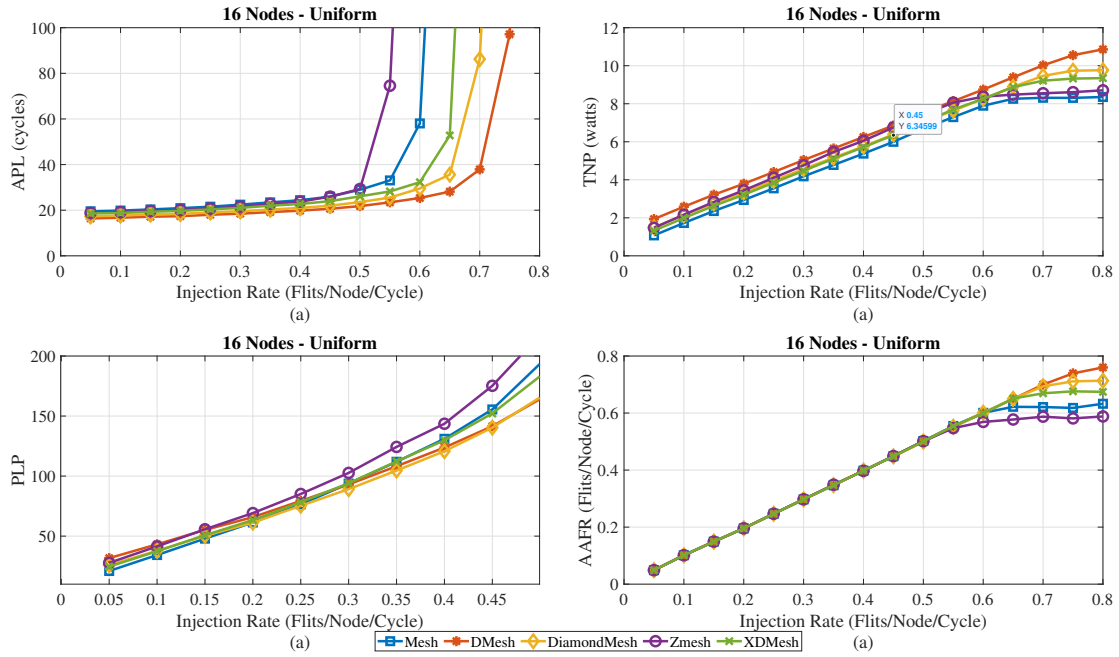 16 Nodes - Uniform
100
80
60
40
20
0
APL (cycles)
0 0.1 0.2 0.3 0.4 0.5 0.6 0.7 0.8
Injection Rate (Flits/Node/Cycle)
(a)
16 Nodes - Uniform
12
10
8
6
4
2
0
TNP (watts)
X 0.45
Y 6.34599
0 0.1 0.2 0.3 0.4 0.5 0.6 0.7 0.8
Injection Rate (Flits/Node/Cycle)
(a)
16 Nodes - Uniform
200
150
100
50
PLP
0 0.05 0.1 0.15 0.2 0.25 0.3 0.35 0.4 0.45
Injection Rate (Flits/Node/Cycle)
(a)
16 Nodes - Uniform
0.8
0.6
0.4
0.2
0
AAFR (Flits/Node/Cycle)
0 0.1 0.2 0.3 0.4 0.5 0.6 0.7 0.8
Injection Rate (Flits/Node/Cycle)
(a)
Mesh DMesh DiamondMesh Zmesh XDMesh